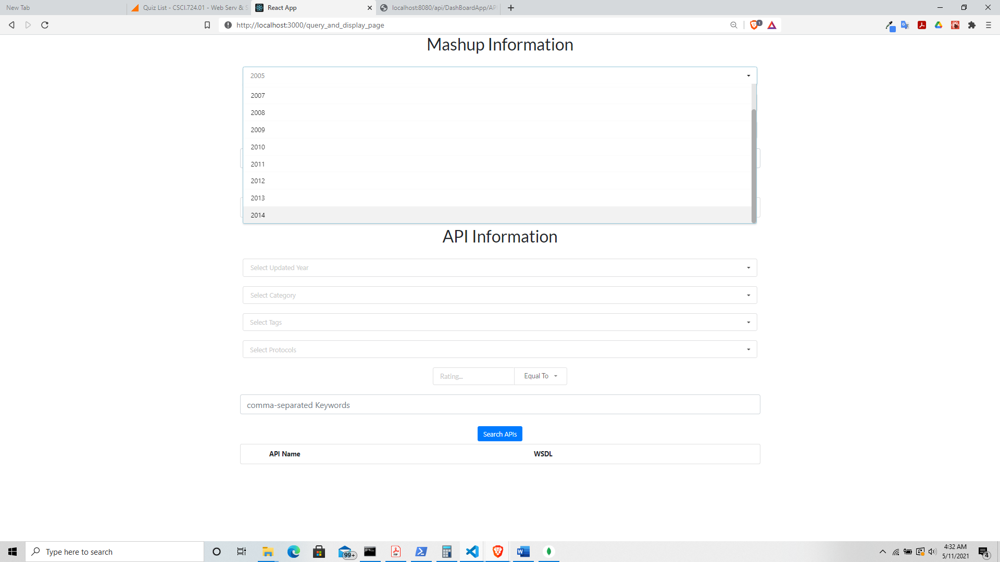 New Tab
Quiz List - CSCI.724.01 - Web Serv & S
React App
localhost:8080/api/DashBoardApp/API
http://localhost:3000/query_and_display_page
1
Mashup Information
2005
2007
2008
2009
2010
2011
2012
2013
2014
API Information
Select Updated Year
Select Category
Select Tags
Select Protocols
Rating...
Equal To
comma-separated Keywords
Search APIs
API Name
WSDL
Type here to search
99+
4:32 AM
5/11/2021
4